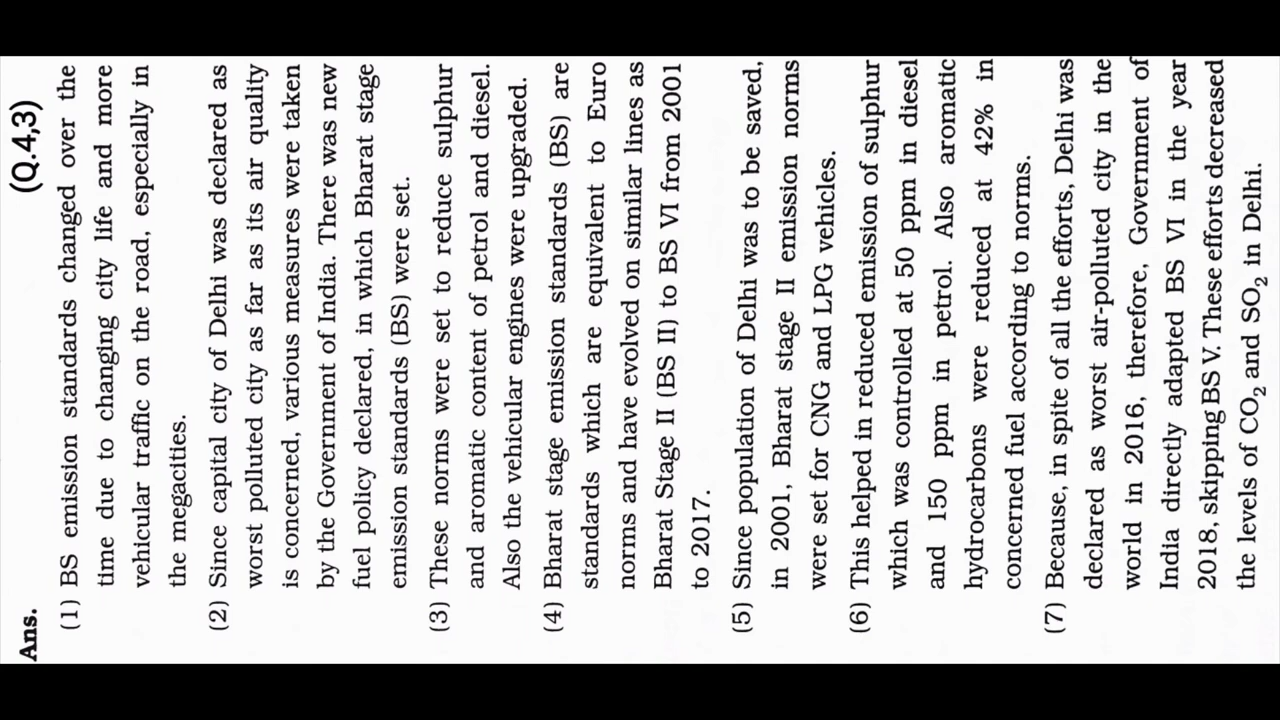 (Q.4,3)
Ans.
(1) BS emission standards changed over the
time due to changing city life and more
vehicular traffic on the road, especially in
the megacities.
(2) Since capital city of Delhi was declared as
worst polluted city as far as its air quality
is concerned, various measures were taken
by the Government of India. There was new
fuel policy declared, in which Bharat stage
emission standards (BS) were set.
(3) These norms were set to reduce sulphur
and aromatic content of petrol and diesel.
Also the vehicular engines were upgraded.
(4) Bharat stage emission standards (BS) are
standards which are equivalent to Euro
norms and have evolved on similar lines as
Bharat Stage II (BS II) to BS VI from 2001
to 2017.
(5) Since population of Delhi was to be saved,
in 2001, Bharat stage II emission norms
were set for CNG and LPG vehicles.
(6) This helped in reduced emission of sulphur
which was controlled at 50 ppm in diesel
and 150 ppm in petrol. Also aromatic
hydrocarbons were reduced at 42% in
concerned fuel according to norms.
(7) Because, in spite of all the efforts, Delhi was
declared as worst air-polluted city in the
world in 2016, therefore, Government of
India directly adapted BS VI in the year
2018, skipping BS V. These efforts decreased
the levels of CO₂ and SO₂ in Delhi.